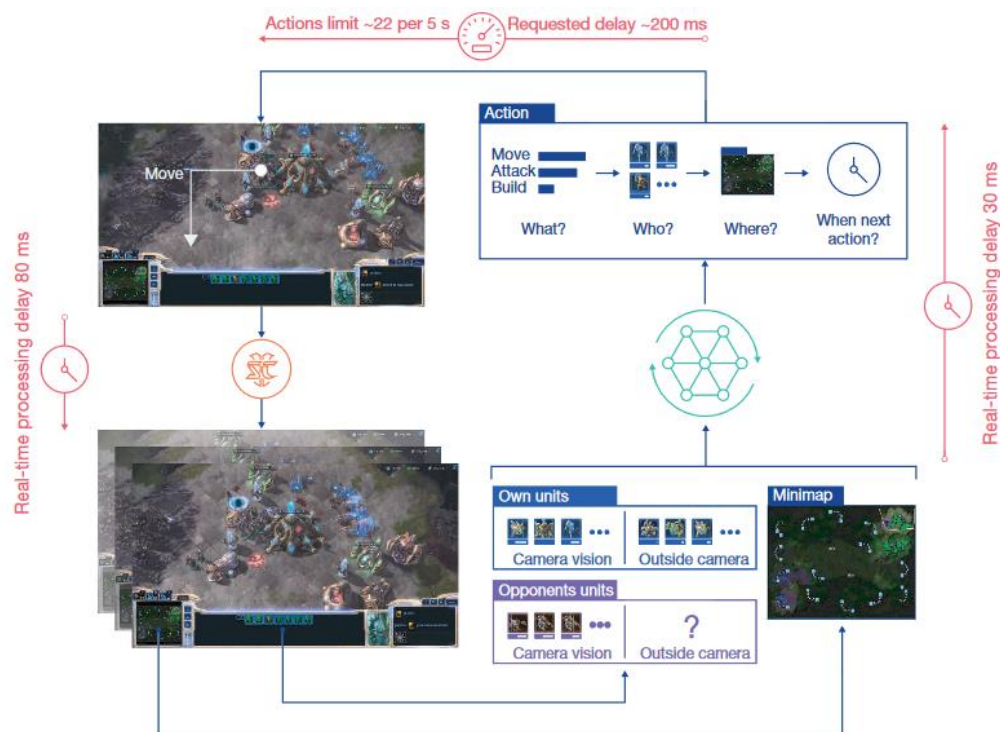 Actions limit ~22 per 5 s
Requested delay ~200 ms
Move
Real-time processing delay 80 ms
Action
Move
Attack
Build
What?
Who?
Where?
When next
action?
Real-time processing delay 30 ms
Own units
Camera vision
Outside camera
Opponents units
Camera vision
?
Outside camera
Minimap